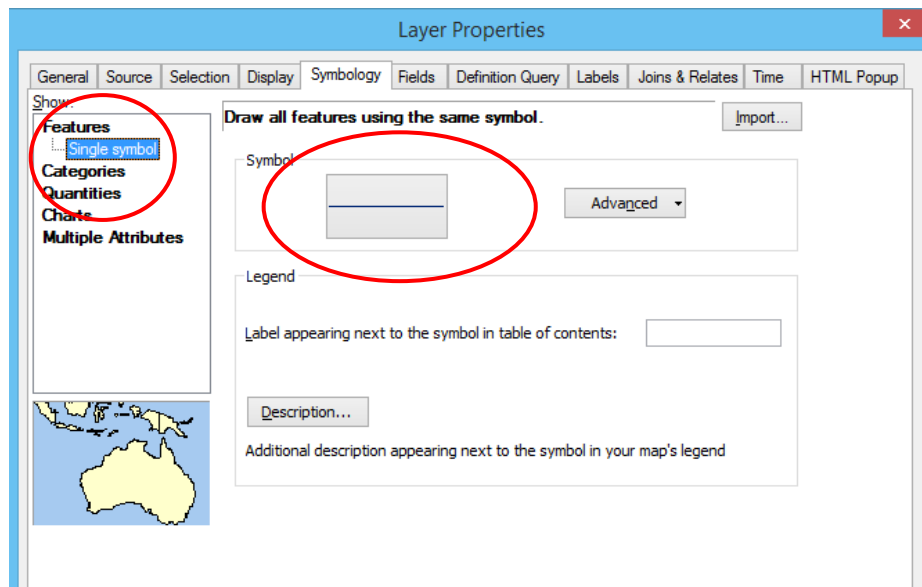 Layer Properties
General Source Selection Display Symbology Fields Definition Query Labels Joins & Relates Time HTML Popup
Show:
Features
Single symbol
Categories
Quantities
Charts
Multiple Attributes
Draw all features using the same symbol.
Import...
Symbol
Advanced
Legend
Label appearing next to the symbol in table of contents:
Description...
Additional description appearing next to the symbol in your map's legend